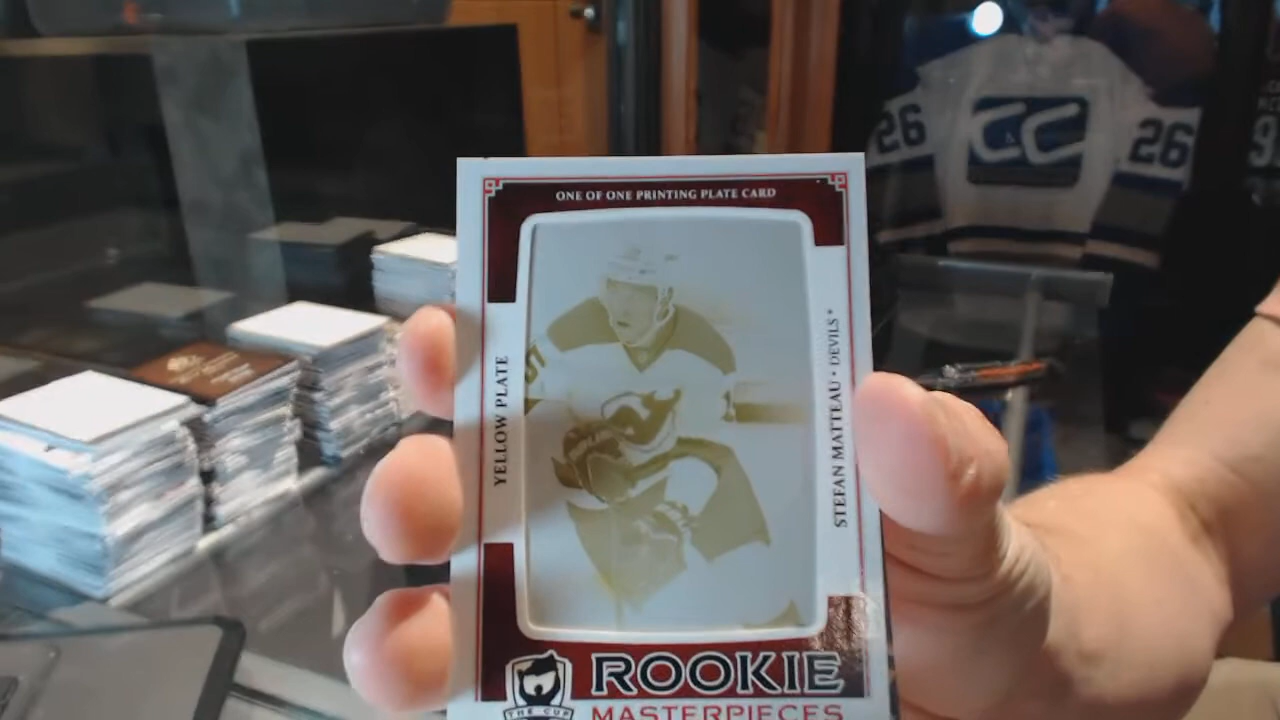 ONE OF ONE PRINTING PLATE CARD
YELLOW PLATE
STEFAN MATTEAU • DEVILS*
ROOKIE
MASTERPIECES
THE CUP
26
26